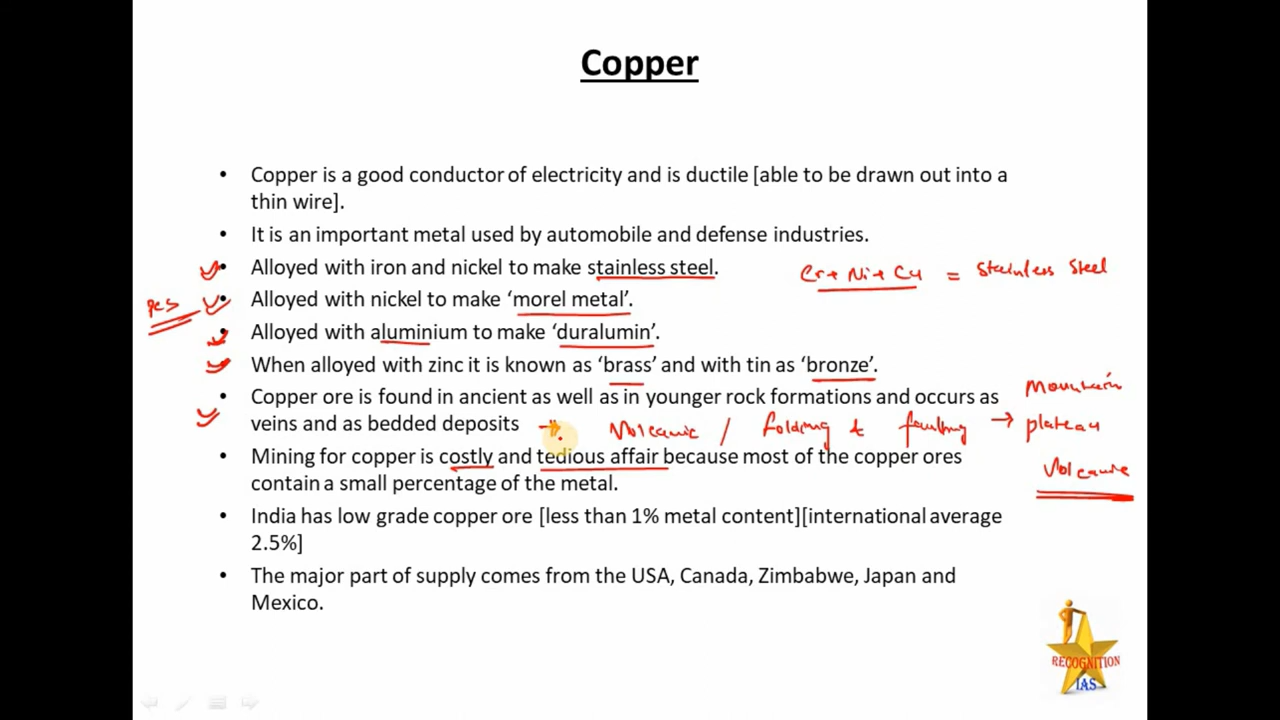 Copper
• Copper is a good conductor of electricity and is ductile [able to be drawn out into a
thin wire].
• It is an important metal used by automobile and defense industries.
• Alloyed with iron and nickel to make stainless steel.
Cr + Ni + Cu = Stainless Steel
• Alloyed with nickel to make ‘morel metal’.
• Alloyed with aluminium to make ‘duralumin’.
• When alloyed with zinc it is known as ‘brass’ and with tin as ‘bronze’.
• Copper ore is found in ancient as well as in younger rock formations and occurs as
veins and as bedded deposits
→ Volcanic / folding & faulting →
Mountain
plateau
Volcanic
• Mining for copper is costly and tedious affair because most of the copper ores
contain a small percentage of the metal.
• India has low grade copper ore [less than 1% metal content][international average
2.5%]
• The major part of supply comes from the USA, Canada, Zimbabwe, Japan and
Mexico.
RECOGNITION
IAS